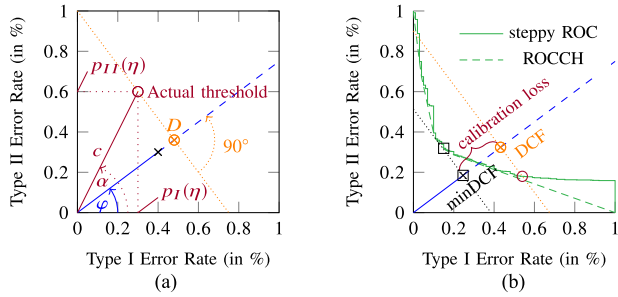 1
0.8
0.6
0.4
0.2
0
0 0.2 0.4 0.6 0.8 1
Type II Error Rate (in %)
Type I Error Rate (in %)
p_{II}(η)
Actual threshold
D
90°
c
α
φ
p_I(η)
(a)
1
0.8
0.6
0.4
0.2
0
0 0.2 0.4 0.6 0.8 1
Type II Error Rate (in %)
Type I Error Rate (in %)
steppy ROC
ROCCH
calibration loss
DCF
minDCF
(b)